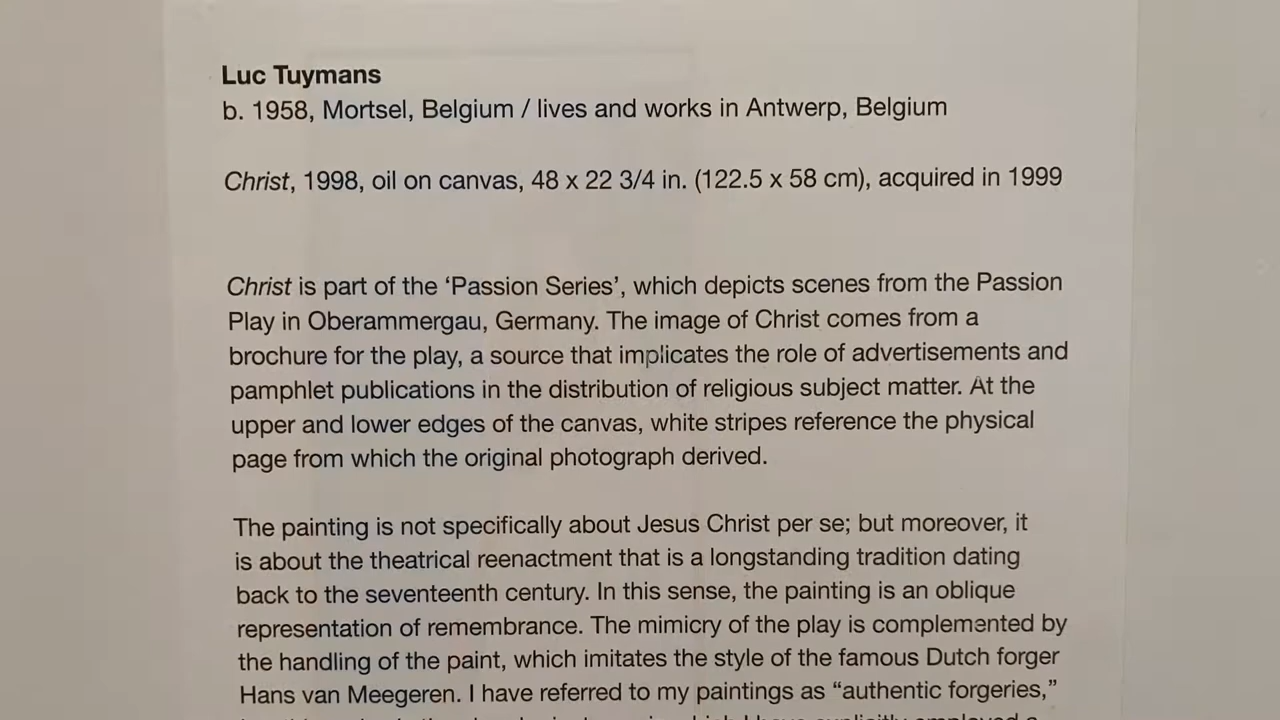 Luc Tuymans
b. 1958, Mortsel, Belgium / lives and works in Antwerp, Belgium
Christ, 1998, oil on canvas, 48 x 22 3/4 in. (122.5 x 58 cm), acquired in 1999
Christ is part of the ‘Passion Series’, which depicts scenes from the Passion
Play in Oberammergau, Germany. The image of Christ comes from a
brochure for the play, a source that implicates the role of advertisements and
pamphlet publications in the distribution of religious subject matter. At the
upper and lower edges of the canvas, white stripes reference the physical
page from which the original photograph derived.
The painting is not specifically about Jesus Christ per se; but moreover, it
is about the theatrical reenactment that is a longstanding tradition dating
back to the seventeenth century. In this sense, the painting is an oblique
representation of remembrance. The mimicry of the play is complemented by
the handling of the paint, which imitates the style of the famous Dutch forger
Hans van Meegeren. I have referred to my paintings as “authentic forgeries,”